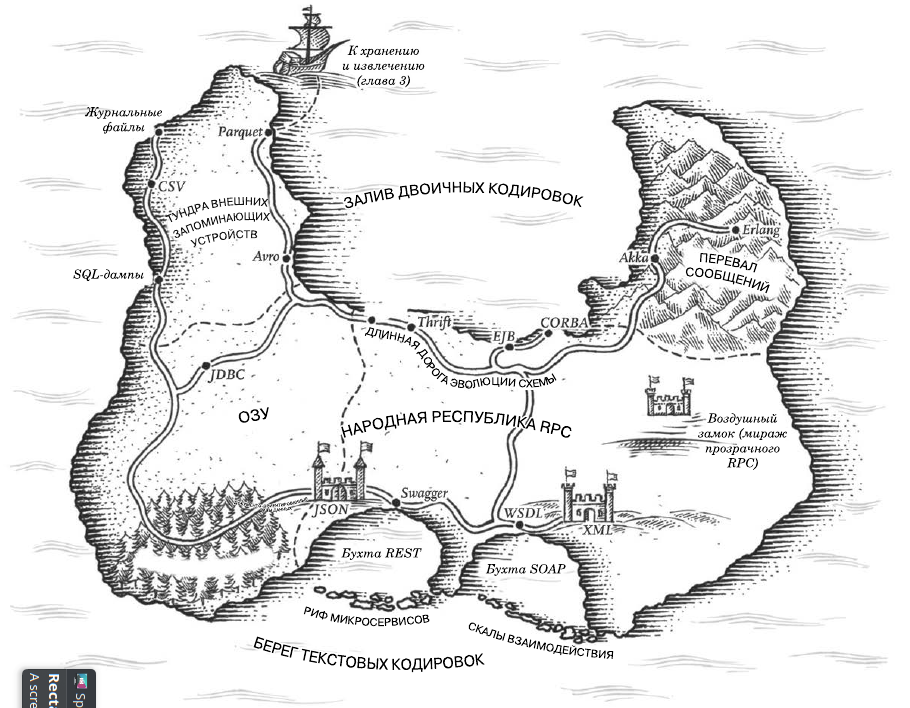 К хранению
и извлечению
(глава 3)
Журнальные
файлы
Parquet
CSV
ТУНДРА ВНЕШНИХ
ЗАПОМИНАЮЩИХ
УСТРОЙСТВ
ЗАЛИВ ДВОИЧНЫХ КОДИРОВОК
Erlang
Avro
Akka
ПЕРЕВАЛ
СООБЩЕНИЙ
SQL-дампы
Thrift
CORBA
EJB
ДЛИННАЯ ДОРОГА ЭВОЛЮЦИИ СХЕМЫ
JDBC
ОЗУ
НАРОДНАЯ РЕСПУБЛИКА RPC
Воздушный
замок (мираж
прозрачного
RPC)
Swagger
JSON
WSDL
XML
Бухта REST
Бухта SOAP
РИФ МИКРОСЕРВИСОВ
СКАЛЫ ВЗАИМОДЕЙСТВИЯ
БЕРЕГ ТЕКСТОВЫХ КОДИРОВОК
Sp
Recta
A scre